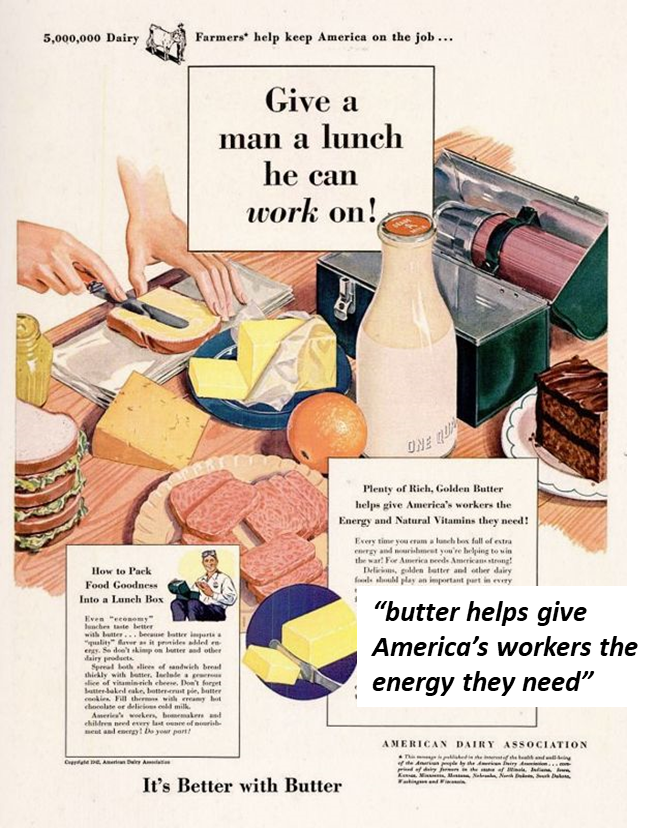 5,000,000 Dairy Farmers* help keep America on the job ...
Give a
man a lunch
he can
work on!
ONE QUA
Plenty of Rich, Golden Butter
helps give America's workers the
Energy and Natural Vitamins they need!
Every time you cram a lunch box full of extra
energy and nourishment you're helping to win
the war! For America needs Americans strong!
Delicious, golden butter and other dairy
foods should play an important part in every
"butter helps give
America's workers the
energy they need"
How to Pack
Food Goodness
Into a Lunch Box
Even "economy"
lunches taste better
with butter . . . because butter imparts a
"quality" flavor as it provides added en-
ergy. So don't skimp on butter and other
dairy products.
Spread both slices of sandwich bread
thickly with butter. Include a generous
slice of vitamin-rich cheese. Don't forget
butter-baked cake, butter-crust pie, butter
cookies. Fill thermos with creamy hot
chocolate or delicious cold milk.
America's workers, homemakers and
children need every last ounce of nourish-
ment and energy! Do your part!
Copyright 1942, American Dairy Association
AMERICAN DAIRY ASSOCIATION
* This message is published in the interest of the health and well-being
of the American people by the American Dairy Association . . . com-
prised of dairy farmers in the states of Illinois, Indiana, Iowa,
Kansas, Minnesota, Montana, Nebraska, North Dakota, South Dakota,
Washington and Wisconsin.
It's Better with Butter